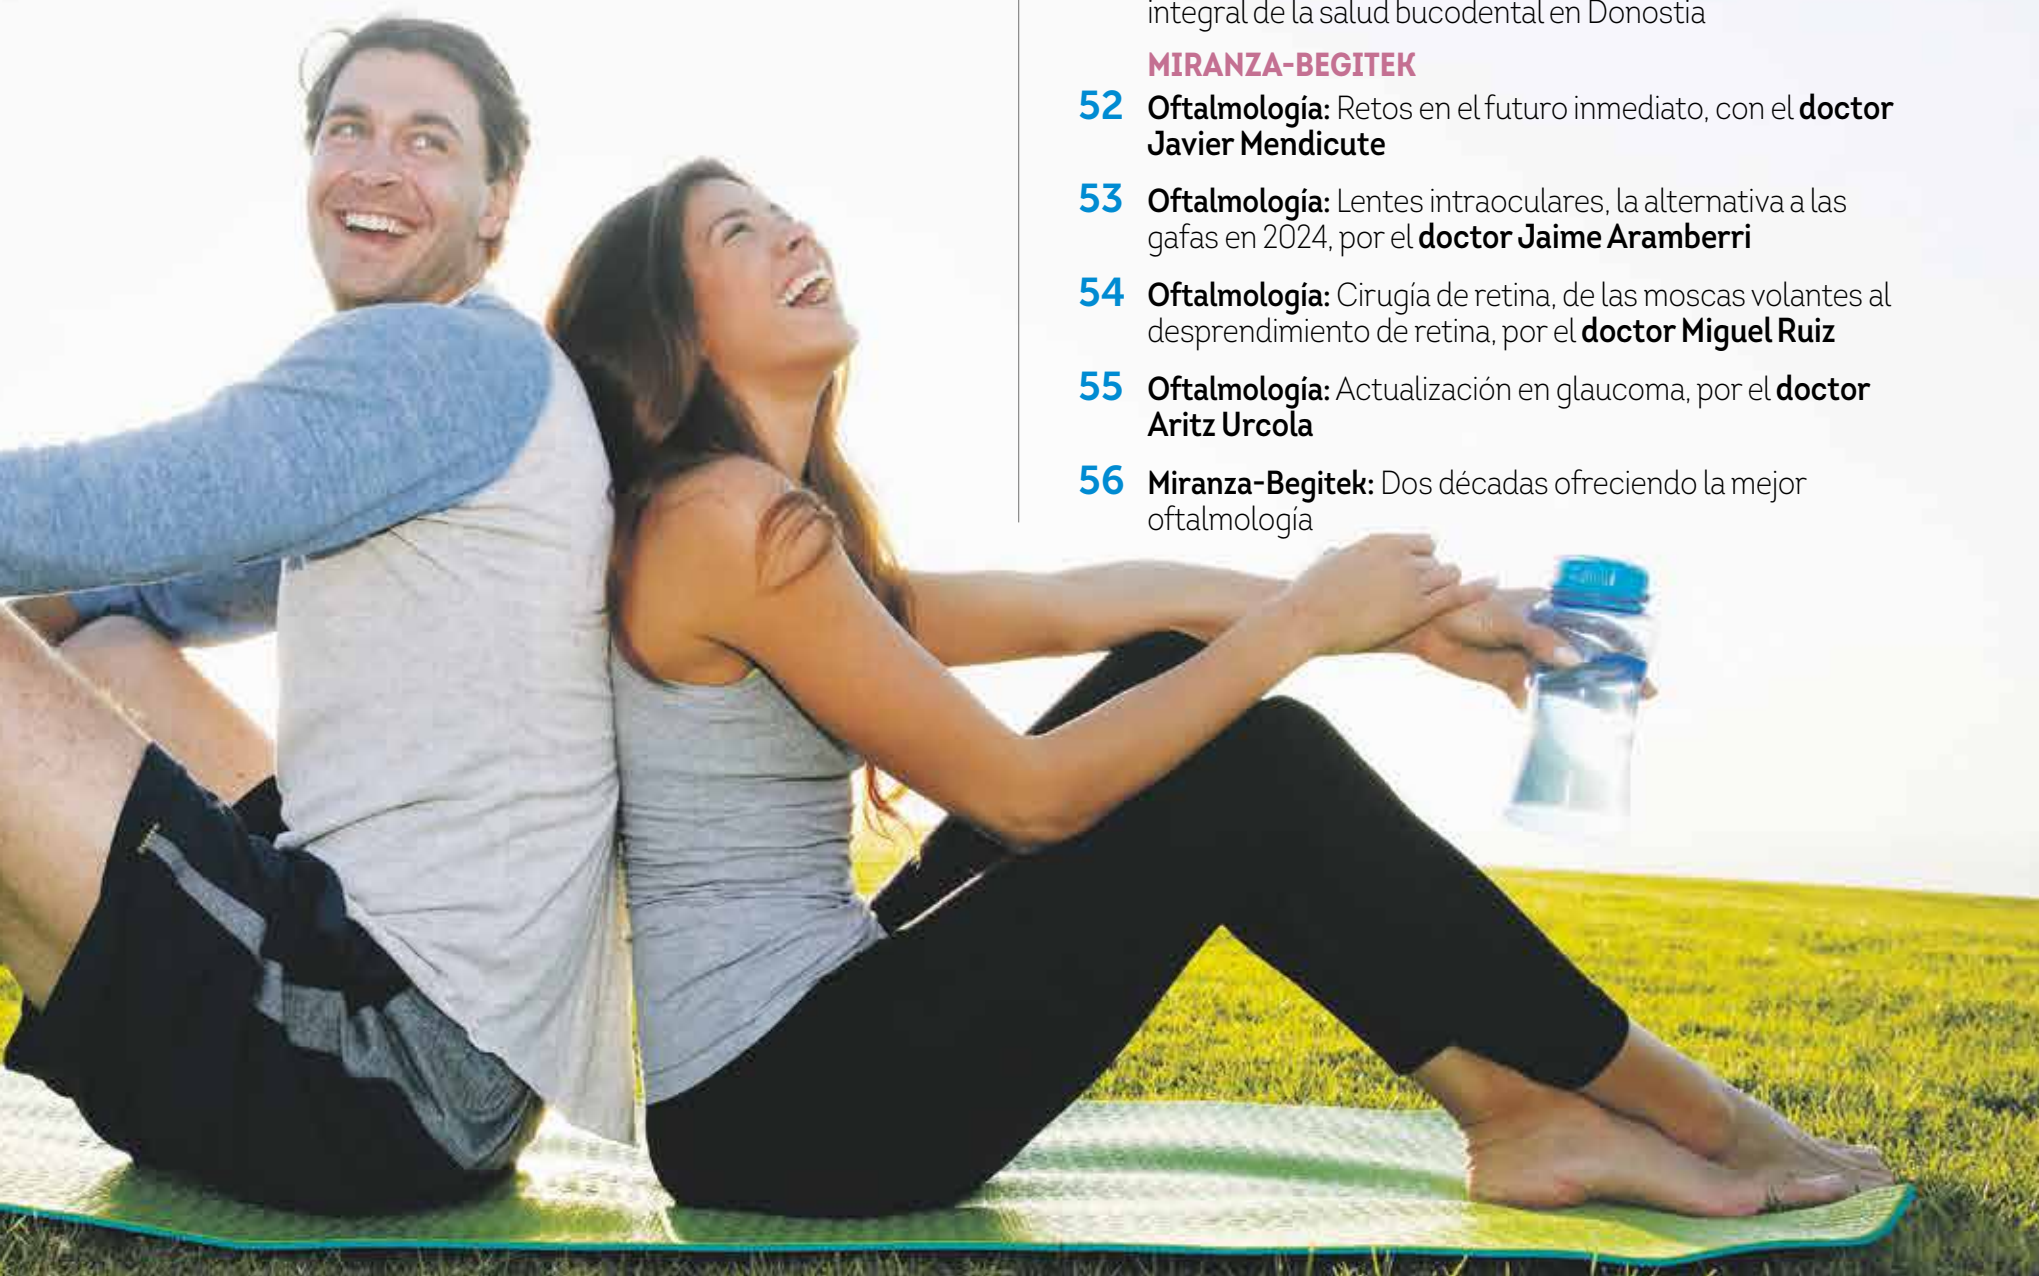 integral de la salud bucodental en Donostia
MIRANZA-BEGITEK
52 Oftalmología: Retos en el futuro inmediato, con el doctor
Javier Mendicute
53 Oftalmología: Lentes intraoculares, la alternativa a las
gafas en 2024, por el doctor Jaime Aramberri
54 Oftalmología: Cirugía de retina, de las moscas volantes al
desprendimiento de retina, por el doctor Miguel Ruiz
55 Oftalmología: Actualización en glaucoma, por el doctor
Aritz Urcola
56 Miranza-Begitek: Dos décadas ofreciendo la mejor
oftalmología